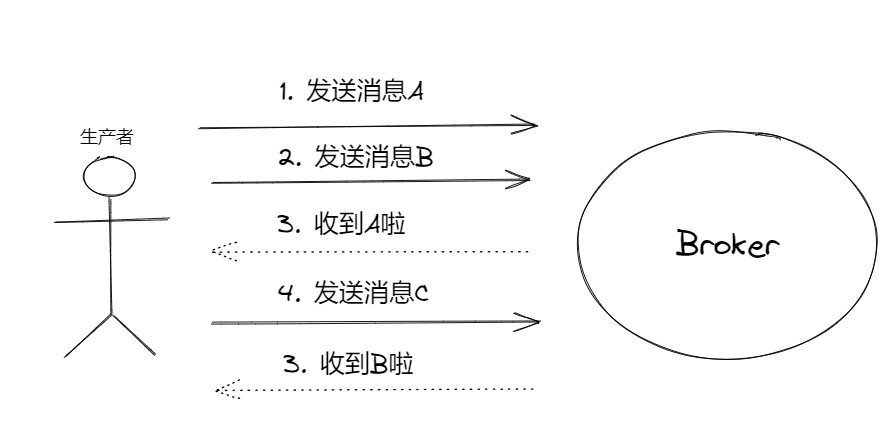 1. 发送消息A
生产者
2. 发送消息B
3. 收到A啦
Broker
4. 发送消息C
3. 收到B啦